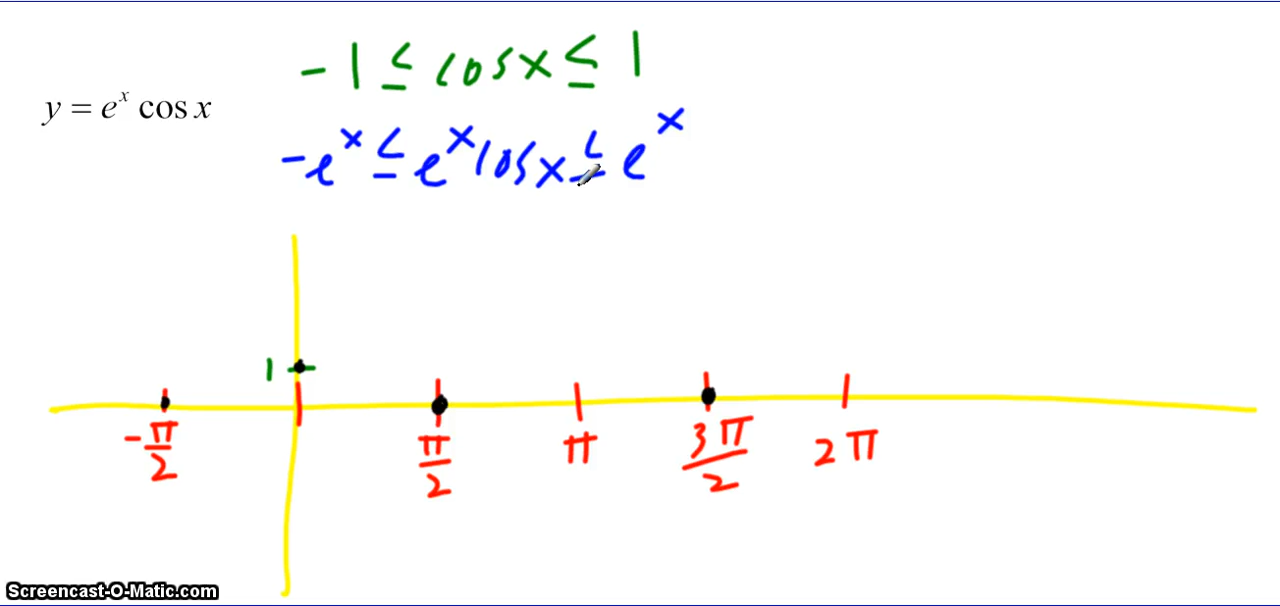 -1 ≤ cos x ≤ 1
y = e^x cos x
-e^x ≤ e^x cos x ≤ e^x
1
-π/2 π/2 π 3π/2 2π
Screencast-O-Matic.com